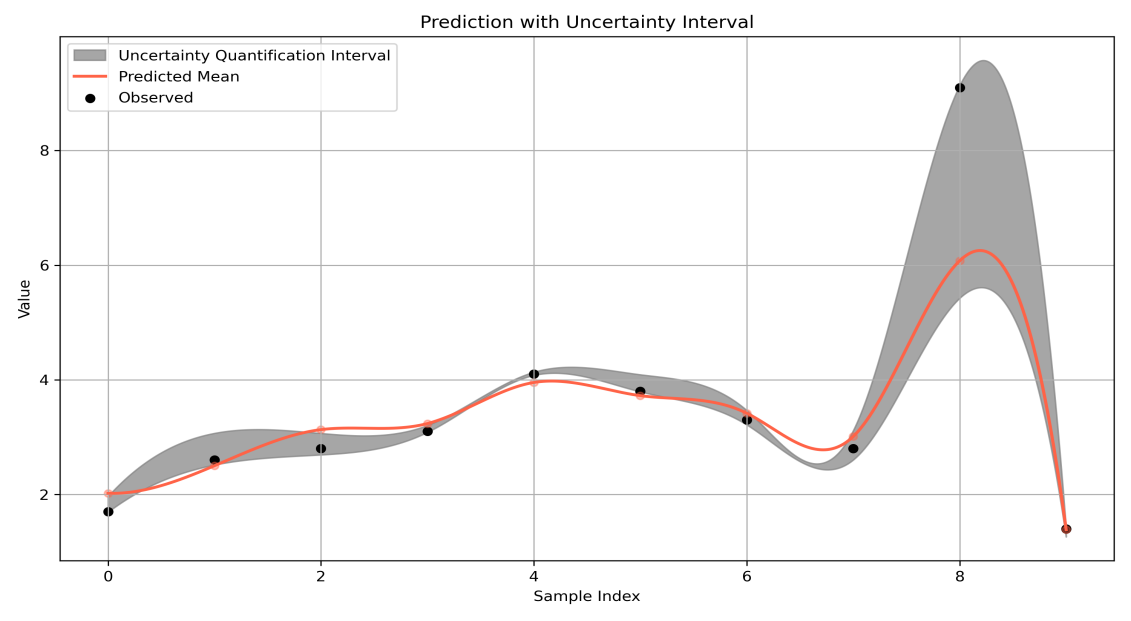 Prediction with Uncertainty Interval
Uncertainty Quantification Interval
Predicted Mean
Observed
Value
8
6
4
2
0 2 4 6 8
Sample Index